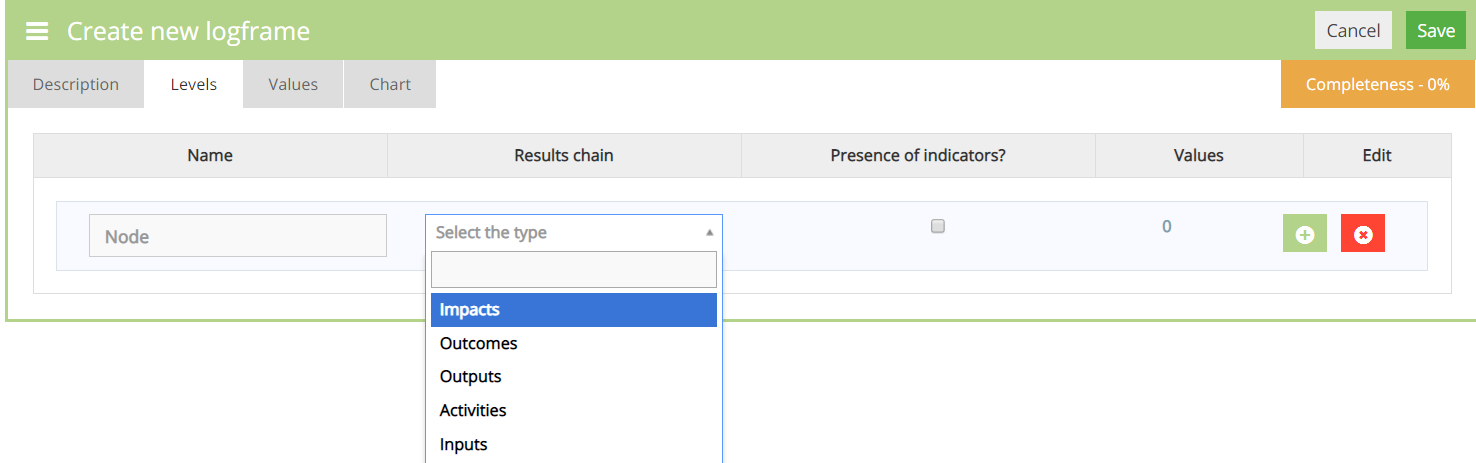 Create new logframe
Cancel
Save
Description
Levels
Values
Chart
Completeness - 0%
Name
Results chain
Presence of indicators?
Values
Edit
Node
Select the type
0
Impacts
Outcomes
Outputs
Activities
Inputs